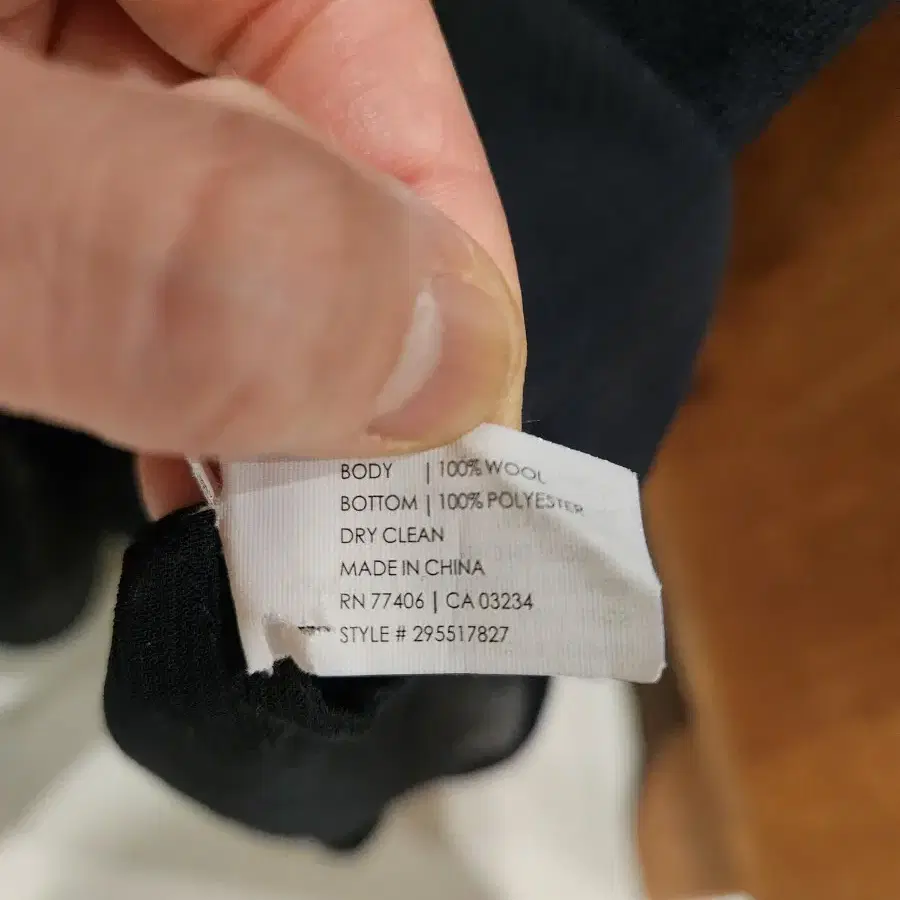 BODY | 100% WOOL
BOTTOM | 100% POLYESTER
DRY CLEAN
MADE IN CHINA
RN 77406 | CA 03234
STYLE # 295517827